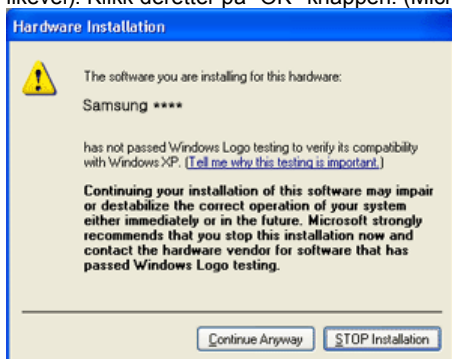 likevel). Klikk deretter på "OK"-knappen. (Micr
Hardware Installation
The software you are installing for this hardware:
Samsung ****
has not passed Windows Logo testing to verify its compatibility
with Windows XP. (Tell me why this testing is important.)
Continuing your installation of this software may impair
or destabilize the correct operation of your system
either immediately or in the future. Microsoft strongly
recommends that you stop this installation now and
contact the hardware vendor for software that has
passed Windows Logo testing.
Continue Anyway
STOP Installation